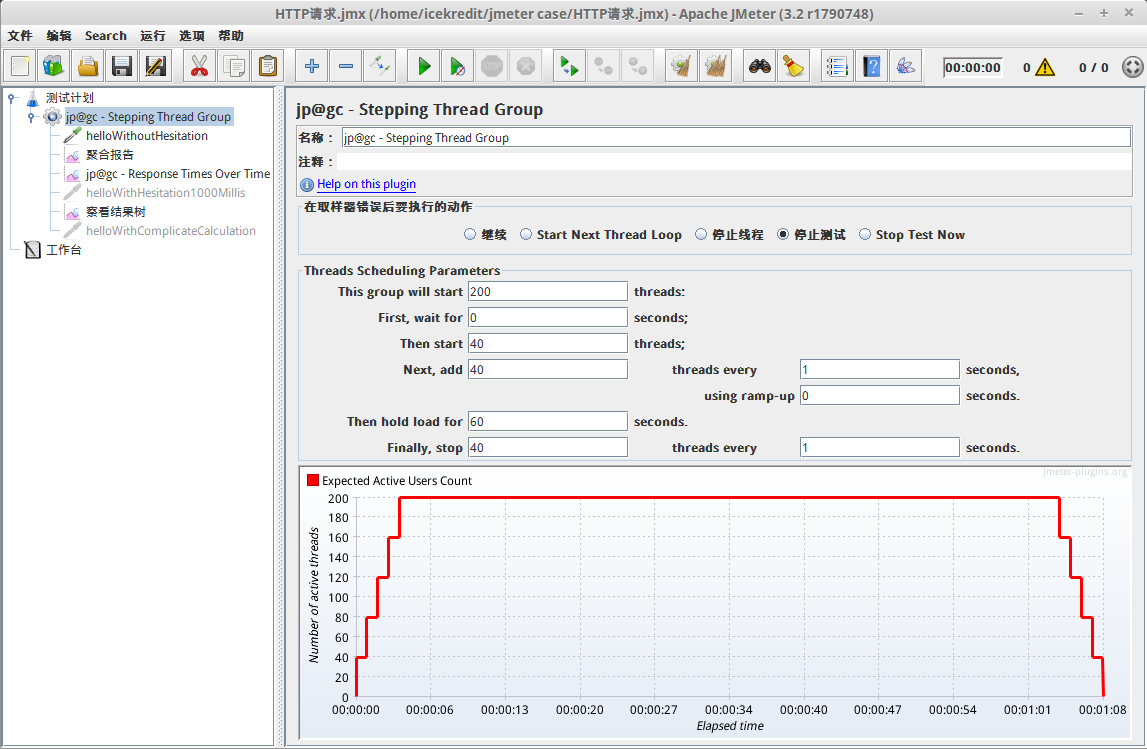 HTTP请求.jmx (/home/icekredit/jmeter case/HTTP请求.jmx) - Apache JMeter (3.2 r1790748)
文件 编辑 Search 运行 选项 帮助
STOP
00:00:00 0 0 / 0
测试计划
jp@gc - Stepping Thread Group
helloWithoutHesitation
聚合报告
jp@gc - Response Times Over Time
helloWithHesitation1000Millis
察看结果树
helloWithComplicateCalculation
工作台
jp@gc - Stepping Thread Group
名称： jp@gc - Stepping Thread Group
注释：
Help on this plugin
在取样器错误后要执行的动作
继续 Start Next Thread Loop 停止线程 停止测试 Stop Test Now
Threads Scheduling Parameters
This group will start 200 threads:
First, wait for 0 seconds;
Then start 40 threads;
Next, add 40 threads every 1 seconds,
using ramp-up 0 seconds.
Then hold load for 60 seconds.
Finally, stop 40 threads every 1 seconds.
jmeter-plugins.org
Expected Active Users Count
Number of active threads
200
180
160
140
120
100
80
60
40
20
0
00:00:00 00:00:06 00:00:13 00:00:20 00:00:27 00:00:34 00:00:40 00:00:47 00:00:54 00:01:01 00:01:08
Elapsed time